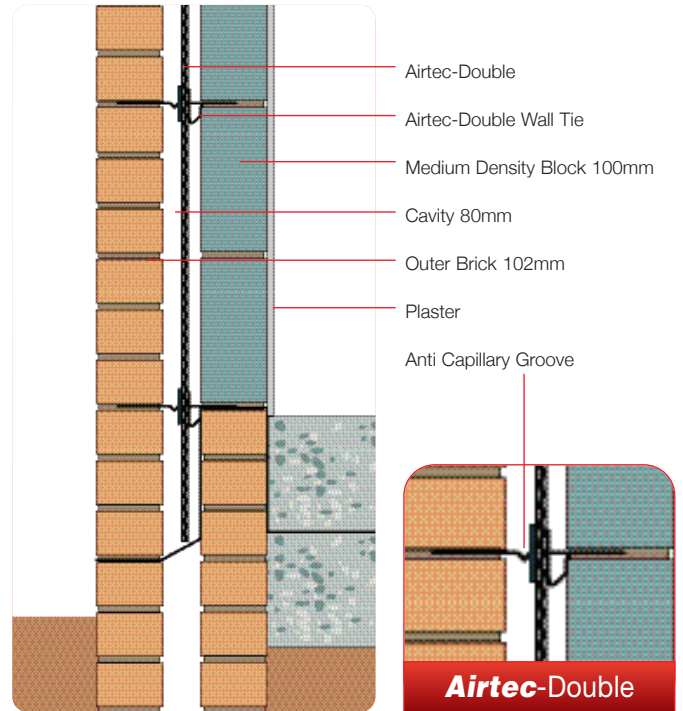 Airtec-Double
Airtec-Double Wall Tie
Medium Density Block 100mm
Cavity 80mm
Outer Brick 102mm
Plaster
Anti Capillary Groove
Airtec-Double